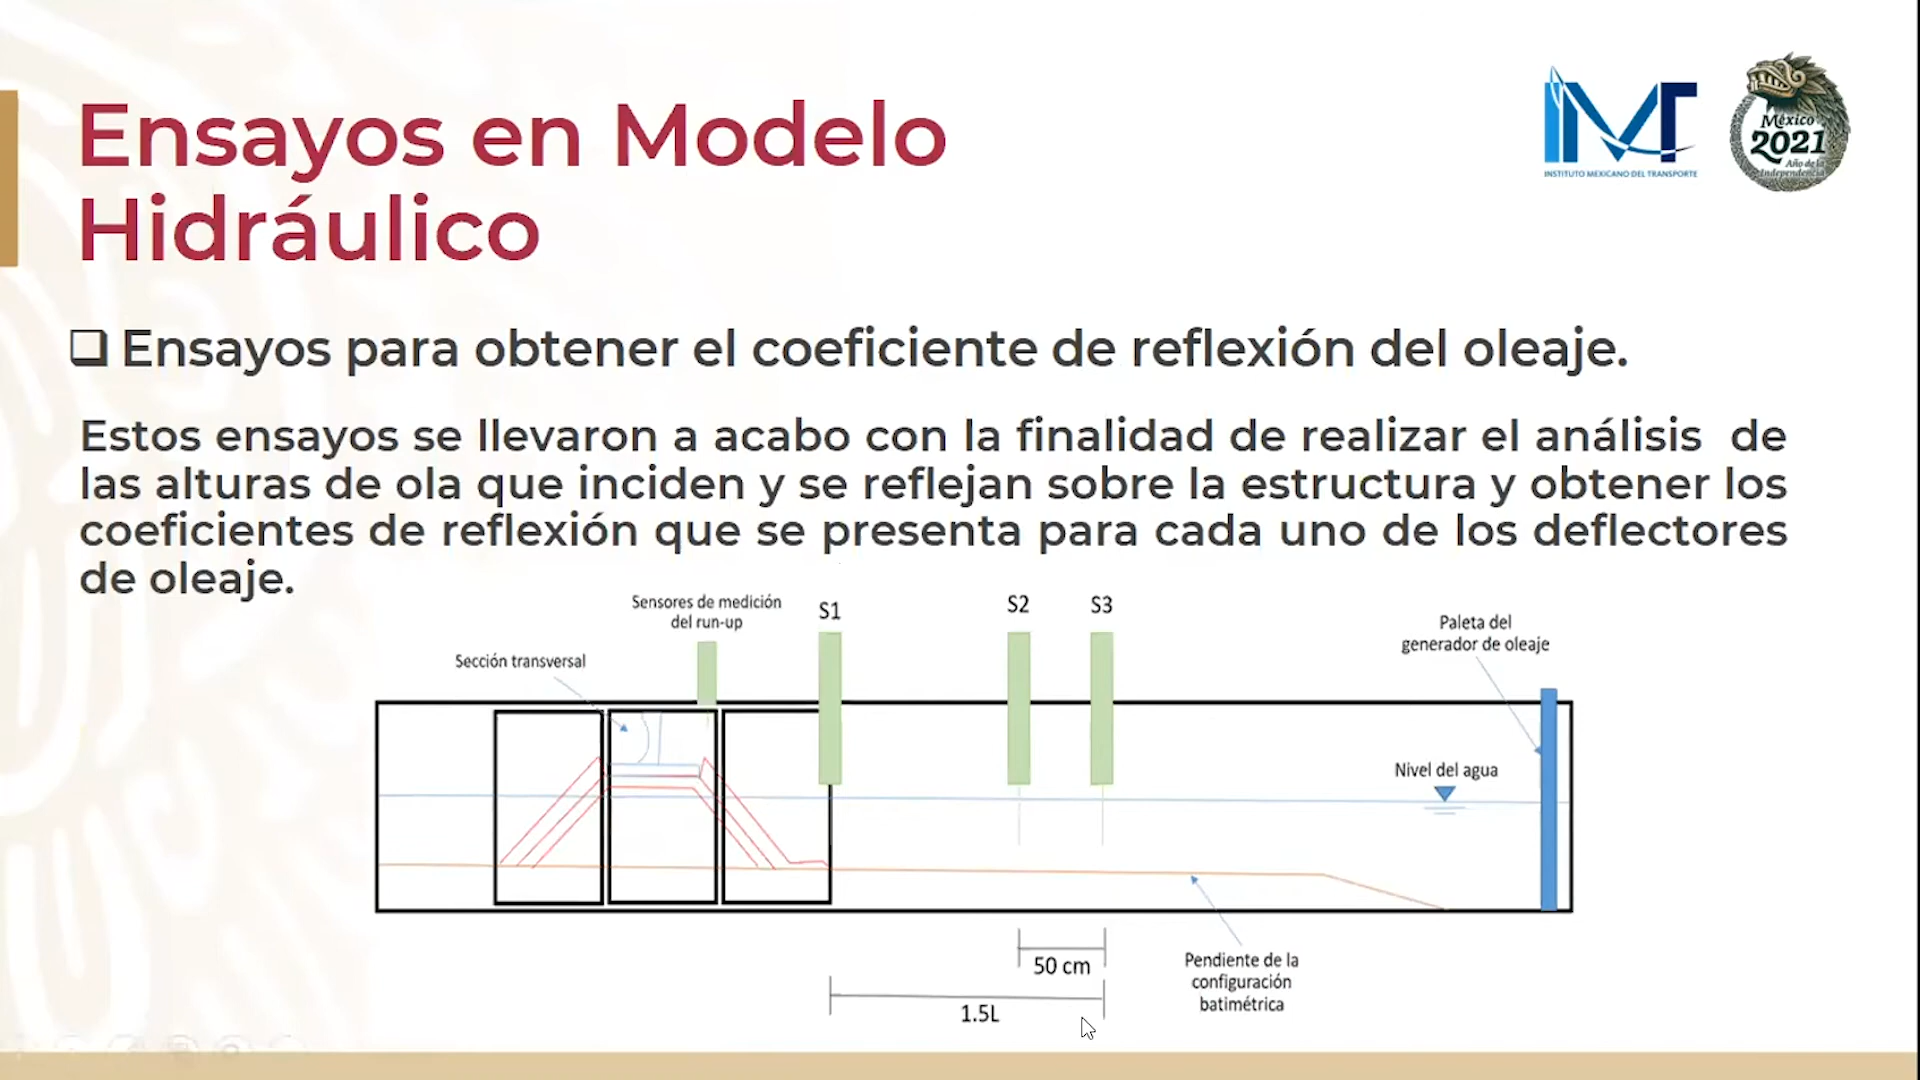 Ensayos en Modelo
Hidráulico
INSTITUTO MEXICANO DEL TRANSPORTE
México
2021
Año de la
Independencia
Ensayos para obtener el coeficiente de reflexión del oleaje.
Estos ensayos se llevaron a acabo con la finalidad de realizar el análisis de
las alturas de ola que inciden y se reflejan sobre la estructura y obtener los
coeficientes de reflexión que se presenta para cada uno de los deflectores
de oleaje.
Sensores de medición
del run-up
S1
S2
S3
Paleta del
generador de oleaje
Sección transversal
Nivel del agua
50 cm
1.5L
Pendiente de la
configuración
batimétrica